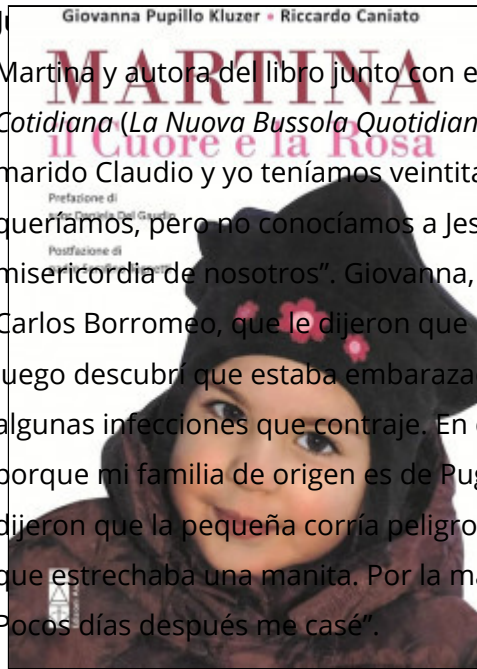 Giovanna Pupillo Kluzer • Riccardo Caniato
MARTINA
Martina y autora del libro junto con e
Cotidiana (La Nuova Bussola Quotidian
il Cuore e la Rosa
marido Claudio y yo teníamos veintita
Prefazione di
queríamos, pero no conocíamos a Jes
Postfazione di
misericordia de nosotros”. Giovanna,
Carlos Borromeo, que le dijeron que
luego descubrí que estaba embaraza
algunas infecciones que contraje. En
porque mi familia de origen es de Pug
dijeron que la pequeña corría peligro
que estrechaba una manita. Por la ma
Pocos días después me casé”.